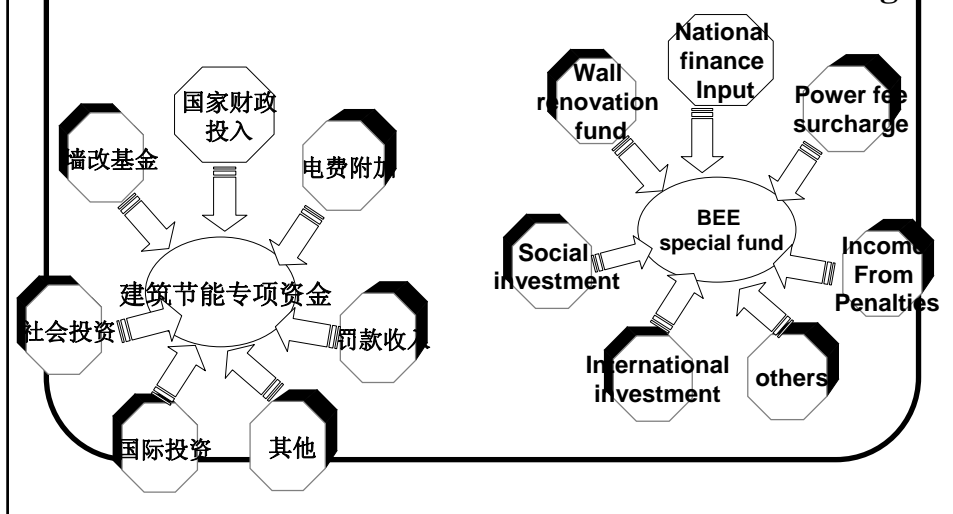 g
国家财政
投入
墙改基金
电费附加
建筑节能专项资金
社会投资
罚款收入
国际投资
其他
National
finance
Input
Wall
renovation
fund
Power fee
surcharge
BEE
special fund
Social
investment
Income
From
Penalties
International
investment
others